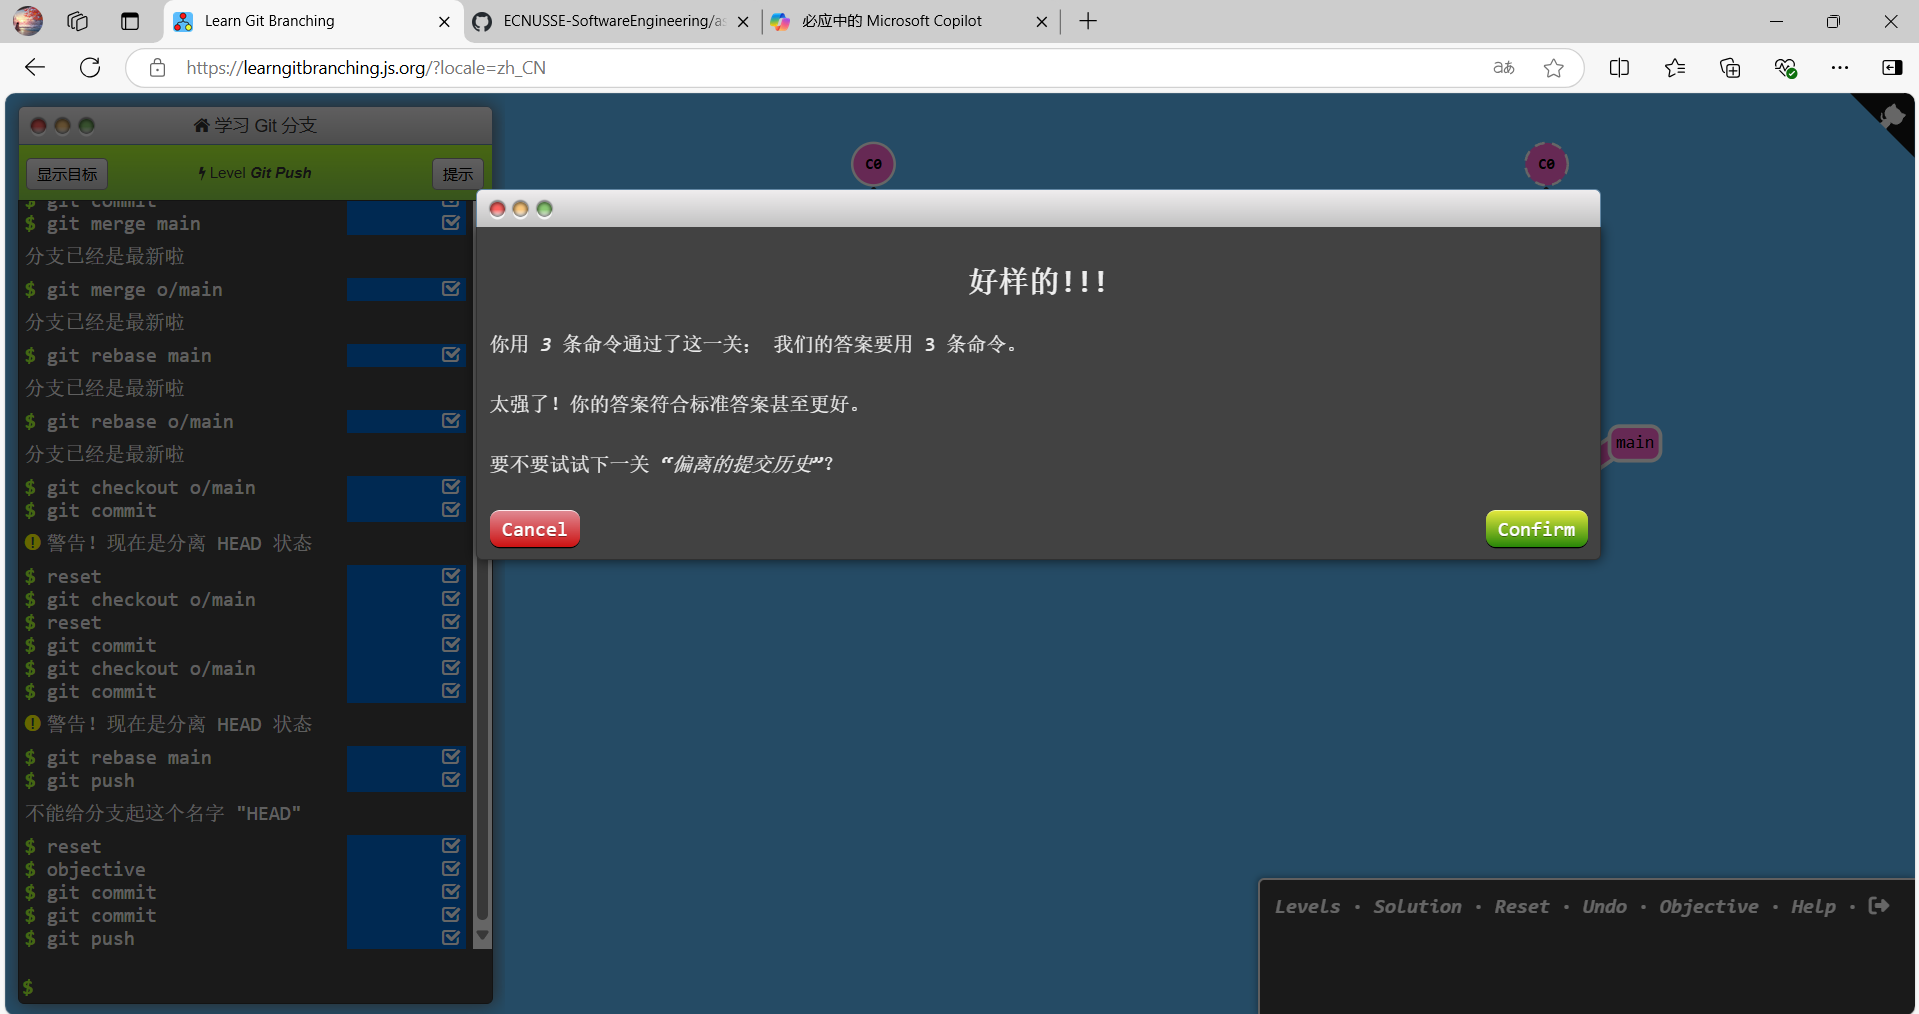 Learn Git Branching
ECNUSSE-SoftwareEngineering/as
必应中的 Microsoft Copilot
https://learngitbranching.js.org/?locale=zh_CN
学习 Git 分支
显示目标
Level Git Push
提示
$ git commit
$ git merge main
分支已经是最新啦
$ git merge o/main
分支已经是最新啦
$ git rebase main
分支已经是最新啦
$ git rebase o/main
分支已经是最新啦
$ git checkout o/main
$ git commit
警告！现在是分离 HEAD 状态
$ reset
$ git checkout o/main
$ reset
$ git commit
$ git checkout o/main
$ git commit
警告！现在是分离 HEAD 状态
$ git rebase main
$ git push
不能给分支起这个名字 "HEAD"
$ reset
$ objective
$ git commit
$ git commit
$ git push
$
C0
C0
好样的!!!
你用 3 条命令通过了这一关； 我们的答案要用 3 条命令。
太强了！你的答案符合标准答案甚至更好。
要不要试试下一关 “偏离的提交历史”？
Cancel
Confirm
main
Levels · Solution · Reset · Undo · Objective · Help ·